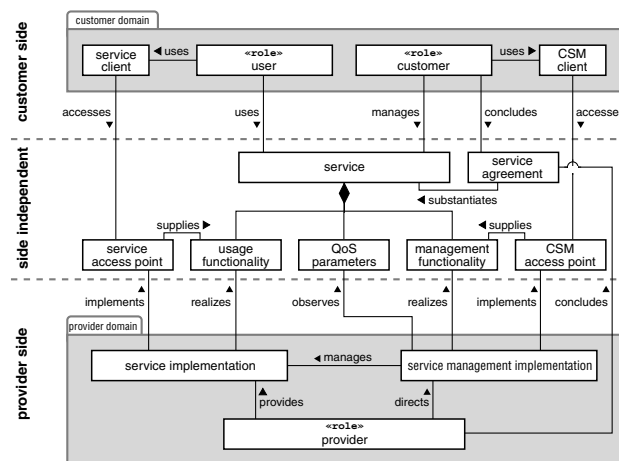 customer side
customer domain
service
client
uses
«role»
user
«role»
customer
uses
CSM
client
accesses
uses
manages
concludes
accesse
side independent
service
service
agreement
substantiates
supplies
supplies
service
access point
usage
functionality
QoS
parameters
management
functionality
CSM
access point
implements
realizes
observes
realizes
implements
concludes
provider side
provider domain
service implementation
manages
service management implementation
provides
directs
«role»
provider